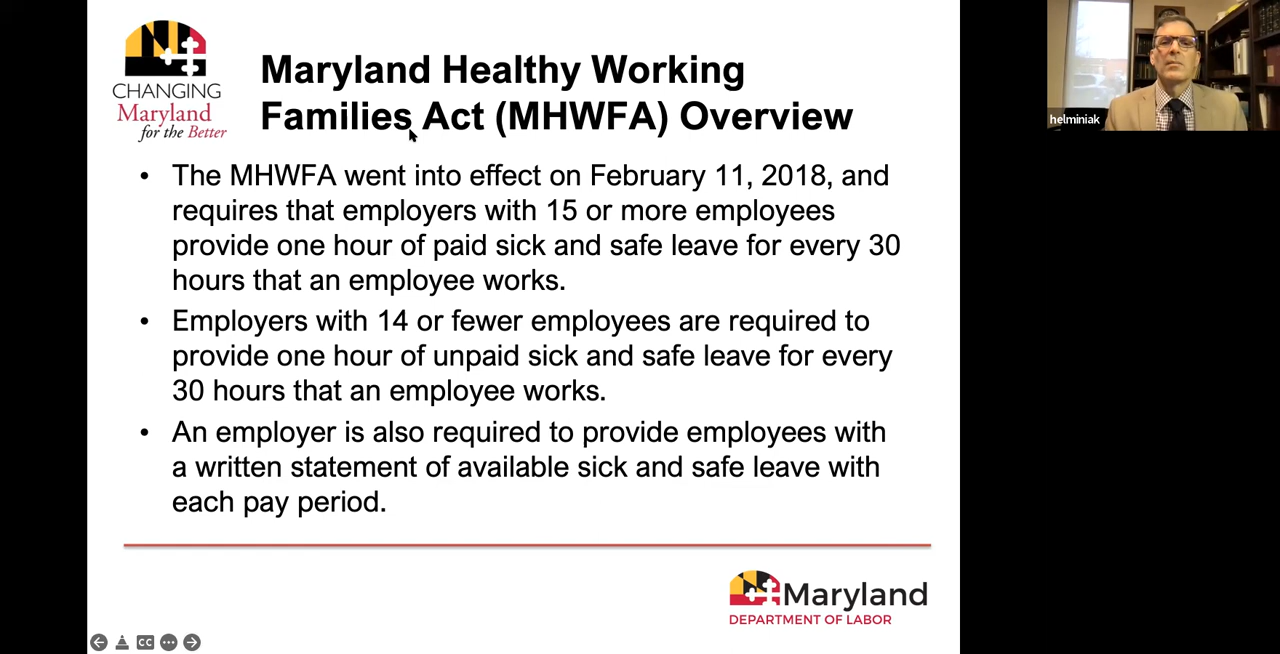 CHANGING
Maryland
for the Better
Maryland Healthy Working
Families Act (MHWFA) Overview
• The MHWFA went into effect on February 11, 2018, and
requires that employers with 15 or more employees
provide one hour of paid sick and safe leave for every 30
hours that an employee works.
• Employers with 14 or fewer employees are required to
provide one hour of unpaid sick and safe leave for every
30 hours that an employee works.
• An employer is also required to provide employees with
a written statement of available sick and safe leave with
each pay period.
Maryland
DEPARTMENT OF LABOR
CC
helminiak